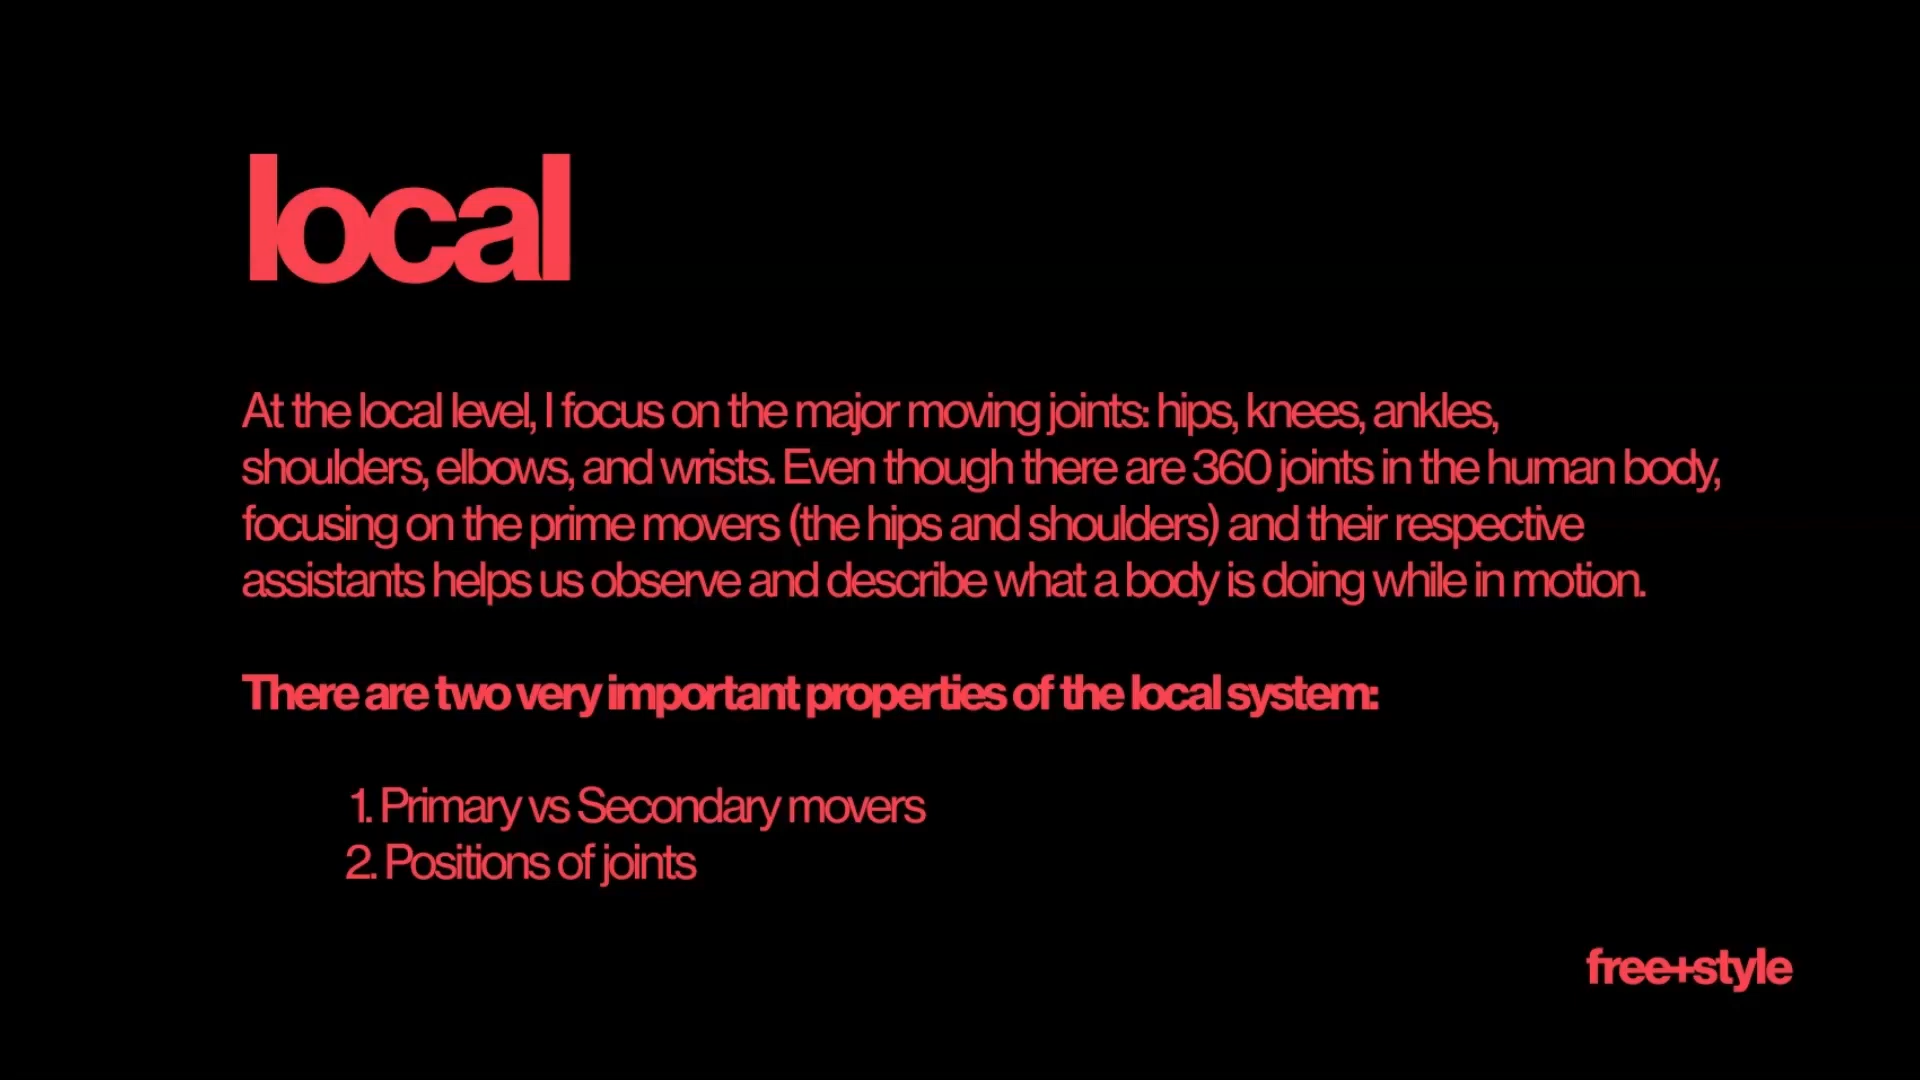 local
At the local level, I focus on the major moving joints: hips, knees, ankles,
shoulders, elbows, and wrists. Even though there are 360 joints in the human body,
focusing on the prime movers (the hips and shoulders) and their respective
assistants helps us observe and describe what a body is doing while in motion.
There are two very important properties of the local system:
1. Primary vs Secondary movers
2. Positions of joints
free+style